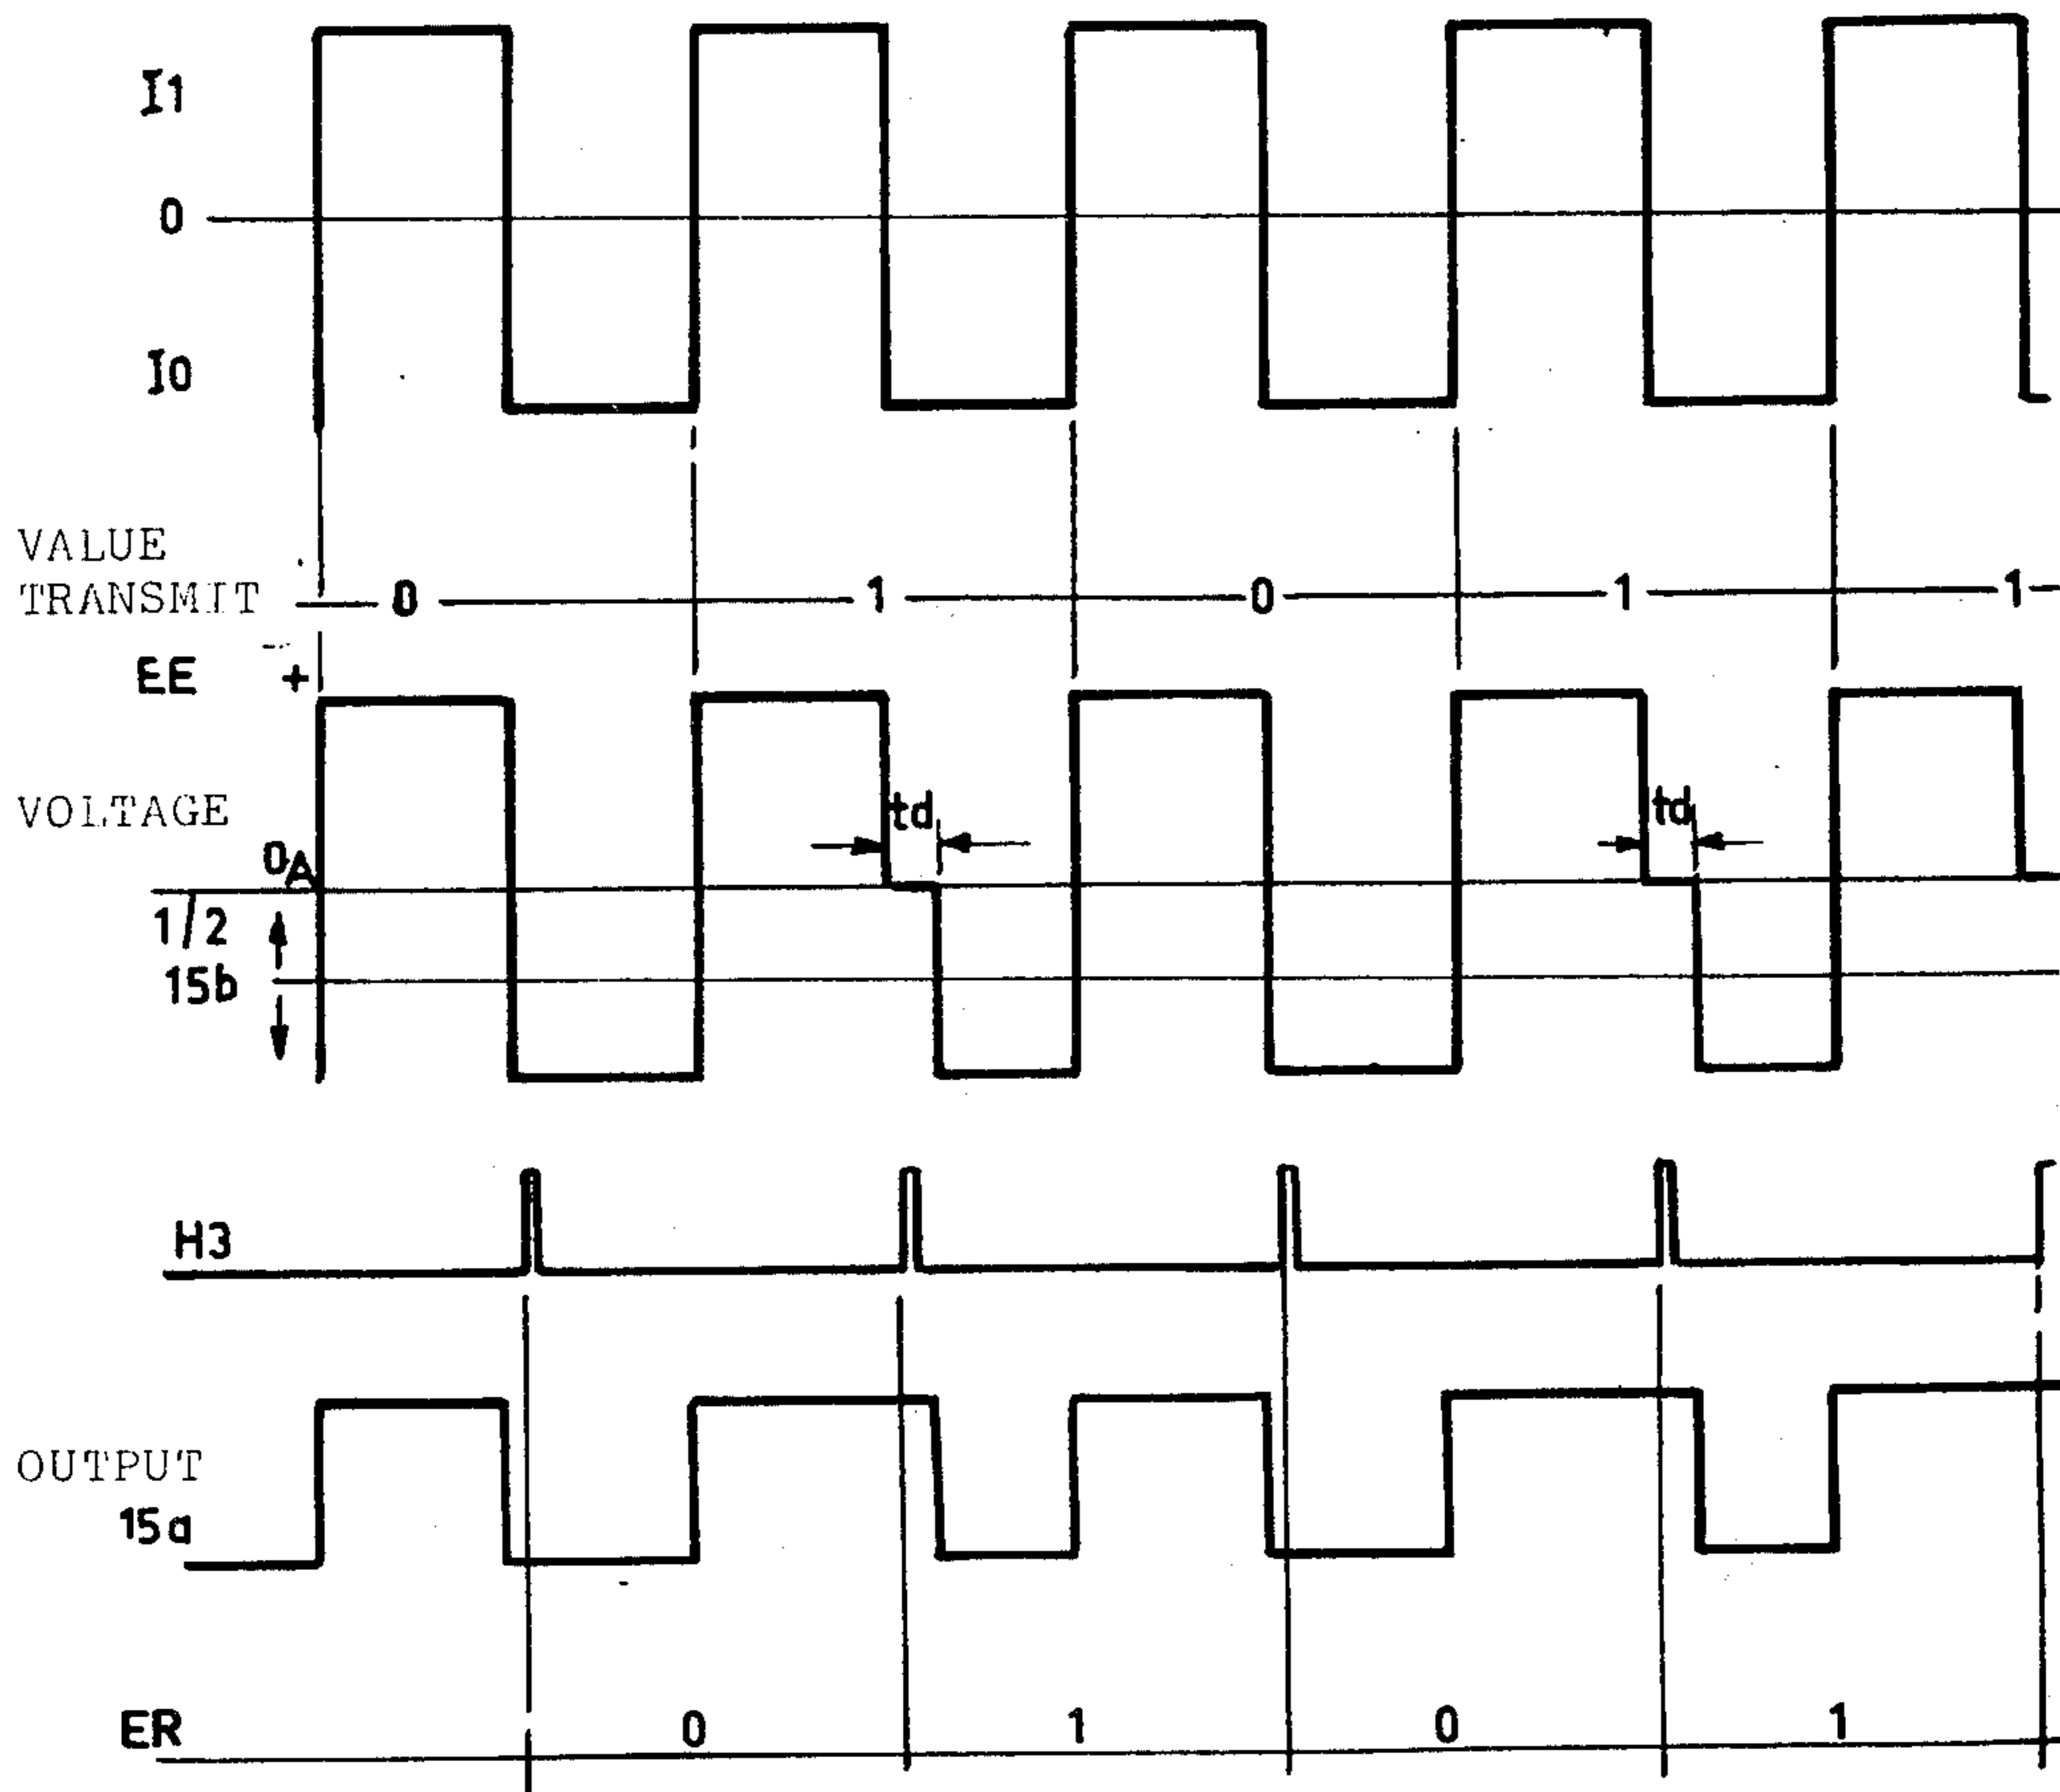 I1
0
I0
VALUE
TRANSMIT 0 1 0 1 1
EE +
VOLTAGE td td
0A
1/2
15b
H3
OUTPUT
15a
ER 0 1 0 1